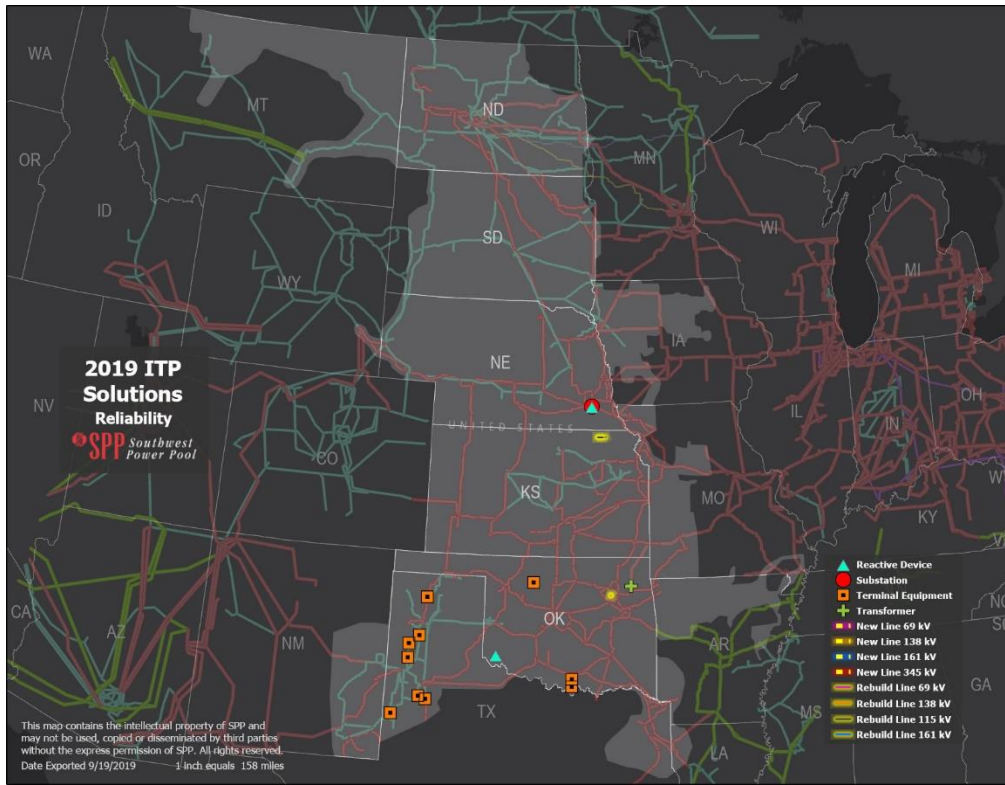 WA
MT
ND
MN
OR
ID
SD
WI
MI
WY
IA
NE
2019 ITP
Solutions
Reliability
SPP Southwest
Power Pool
NV
UNITED STATES
IL
IN
OH
CO
KS
MO
KY
CA
AZ
NM
OK
AR
TX
MS
LA
GA
Reactive Device
Substation
Terminal Equipment
Transformer
New Line 69 kV
New Line 138 kV
New Line 161 kV
New Line 345 kV
Rebuild Line 69 kV
Rebuild Line 138 kV
Rebuild Line 115 kV
Rebuild Line 161 kV
This map contains the intellectual property of SPP and
may not be used, copied or disseminated by third parties
without the express permission of SPP. All rights reserved.
Date Exported 9/19/2019 1 inch equals 158 miles